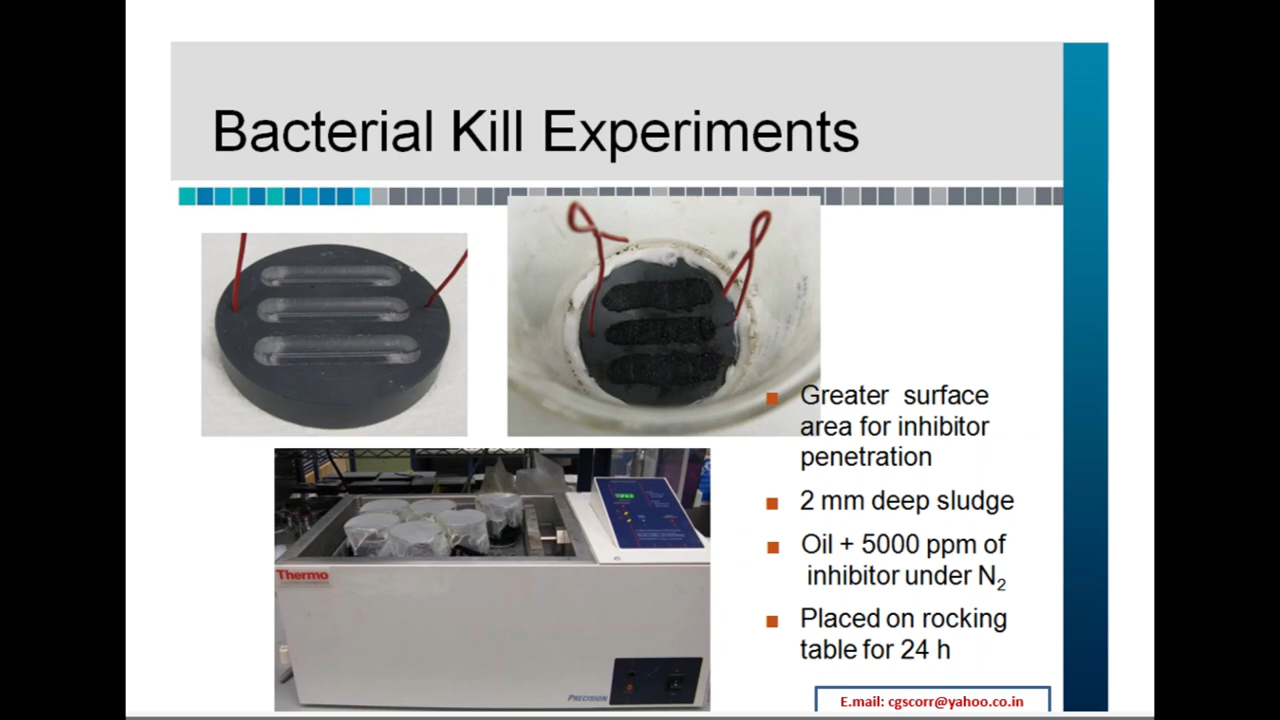 Bacterial Kill Experiments
Greater surface
area for inhibitor
penetration
2 mm deep sludge
Oil + 5000 ppm of
inhibitor under N₂
Placed on rocking
table for 24 h
Thermo
PRECISION
E.mail: cgscorr@yahoo.co.in